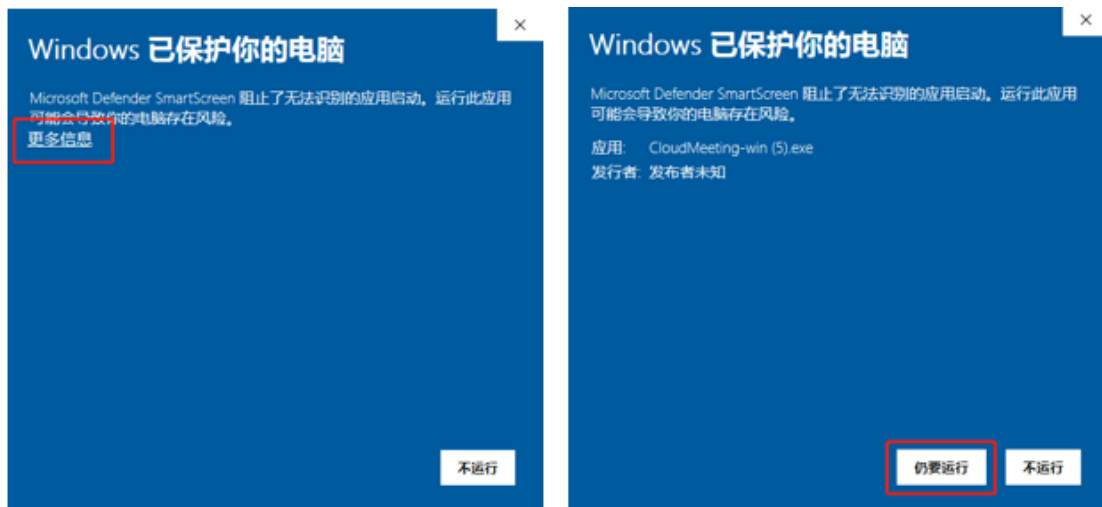 Windows 已保护你的电脑
Microsoft Defender SmartScreen 阻止了无法识别的应用启动。运行此应用
可能会导致你的电脑存在风险。
更多信息
不运行
Windows 已保护你的电脑
Microsoft Defender SmartScreen 阻止了无法识别的应用启动。运行此应用
可能会导致你的电脑存在风险。
应用: CloudMeeting-win (5).exe
发行者: 发布者未知
仍要运行
不运行